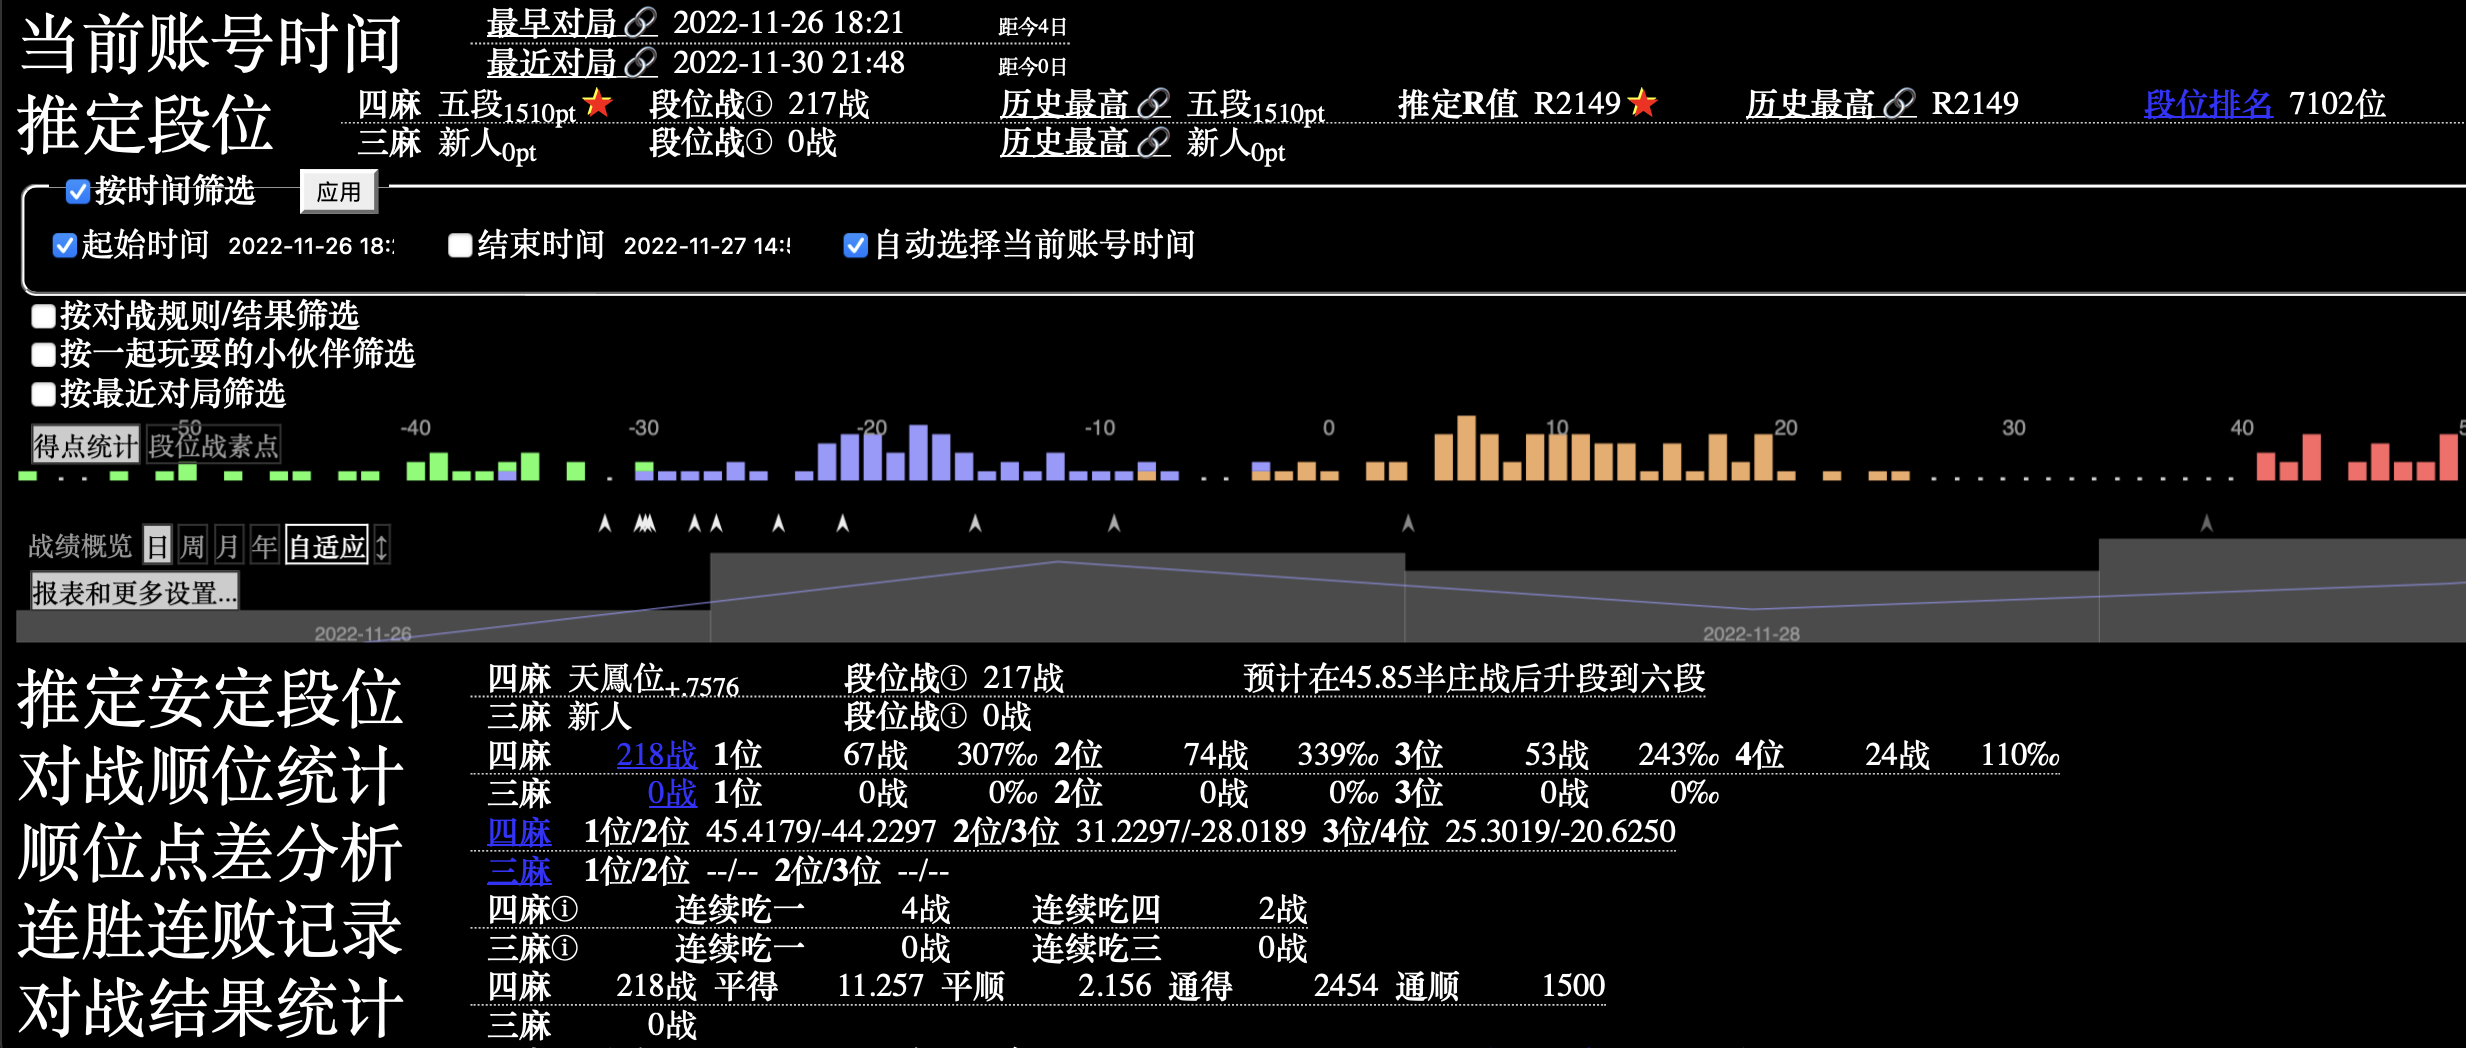 当前账号时间 最早对局🔗 2022-11-26 18:21 距今4日
最近对局🔗 2022-11-30 21:48 距今0日
推定段位 四麻 五段1510pt⭐ 段位战ⓘ 217战 历史最高🔗 五段1510pt 推定R值 R2149⭐ 历史最高🔗 R2149 段位排名 7102位
三麻 新人0pt 段位战ⓘ 0战 历史最高🔗 新人0pt
按时间筛选 应用
起始时间 2022-11-26 18: 结束时间 2022-11-27 14: 自动选择当前账号时间
按对战规则/结果筛选
按一起玩耍的小伙伴筛选
按最近对局筛选
-50 -40 -30 -20 -10 0 10 20 30 40
得点统计 段位战素点
战绩概览 日 周 月 年 自适应 ↕
报表和更多设置...
2022-11-26 2022-11-28
推定安定段位 四麻 天鳳位+.7576 段位战ⓘ 217战 预计在45.85半庄战后升段到六段
三麻 新人 段位战ⓘ 0战
对战顺位统计 四麻 218战 1位 67战 307‰ 2位 74战 339‰ 3位 53战 243‰ 4位 24战 110‰
三麻 0战 1位 0战 0‰ 2位 0战 0‰ 3位 0战 0‰
顺位点差分析 四麻 1位/2位 45.4179/-44.2297 2位/3位 31.2297/-28.0189 3位/4位 25.3019/-20.6250
三麻 1位/2位 --/-- 2位/3位 --/--
连胜连败记录 四麻ⓘ 连续吃一 4战 连续吃四 2战
三麻ⓘ 连续吃一 0战 连续吃三 0战
对战结果统计 四麻 218战 平得 11.257 平顺 2.156 通得 2454 通顺 1500
三麻 0战